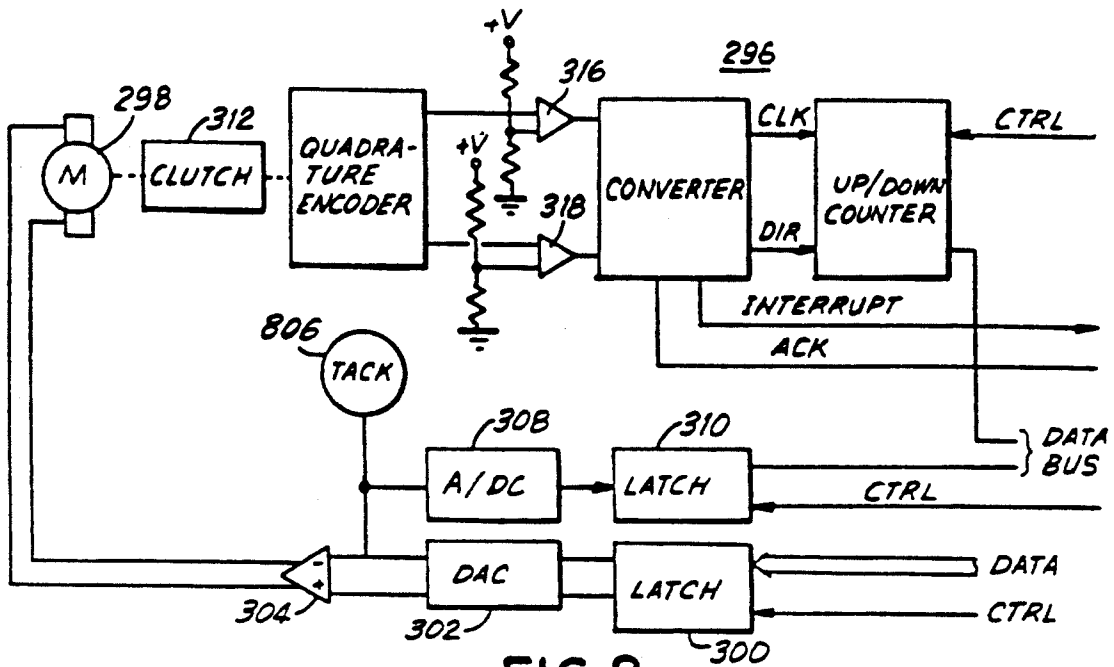 +V
296
316
298
312
CLK
CTRL
+V
M
CLUTCH
QUADRA-
TURE
ENCODER
CONVERTER
UP/DOWN
COUNTER
318
DIR
INTERRUPT
806
ACK
TACK
308
310
DATA
BUS
A/DC
LATCH
CTRL
-
+
DAC
LATCH
DATA
304
302
CTRL
300